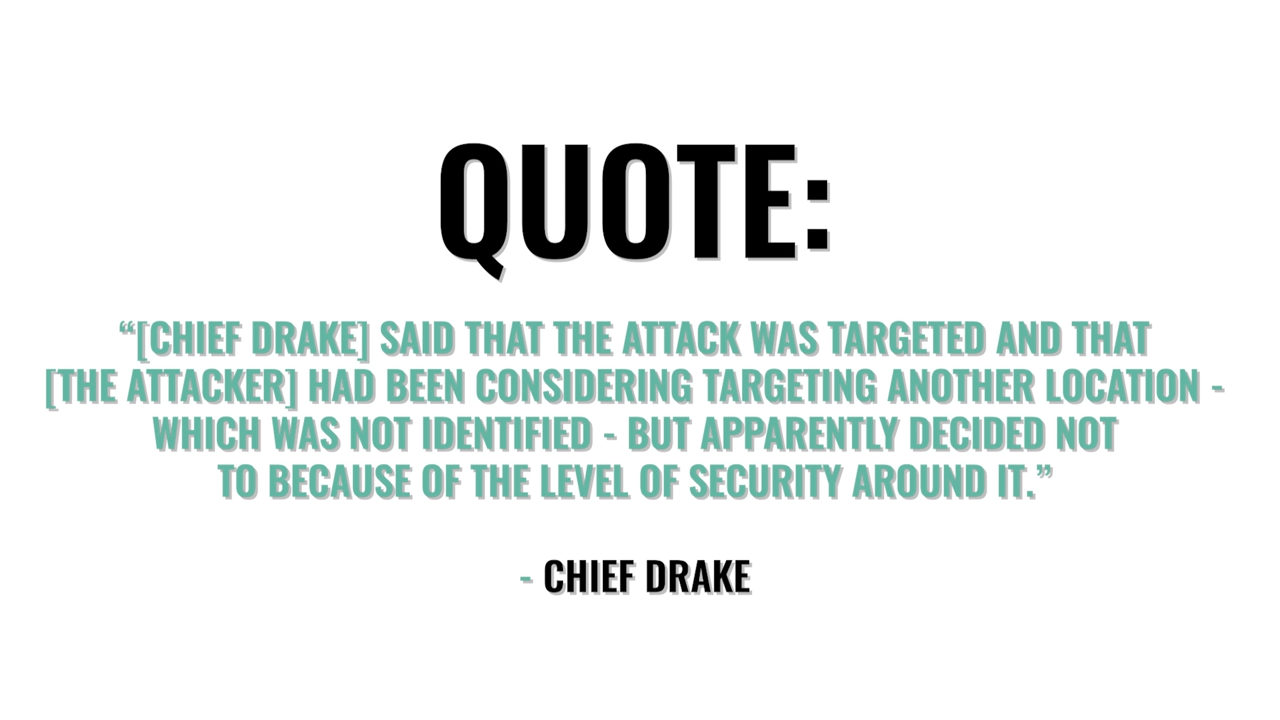 QUOTE:
“[CHIEF DRAKE] SAID THAT THE ATTACK WAS TARGETED AND THAT
[THE ATTACKER] HAD BEEN CONSIDERING TARGETING ANOTHER LOCATION -
WHICH WAS NOT IDENTIFIED - BUT APPARENTLY DECIDED NOT
TO BECAUSE OF THE LEVEL OF SECURITY AROUND IT.”
- CHIEF DRAKE